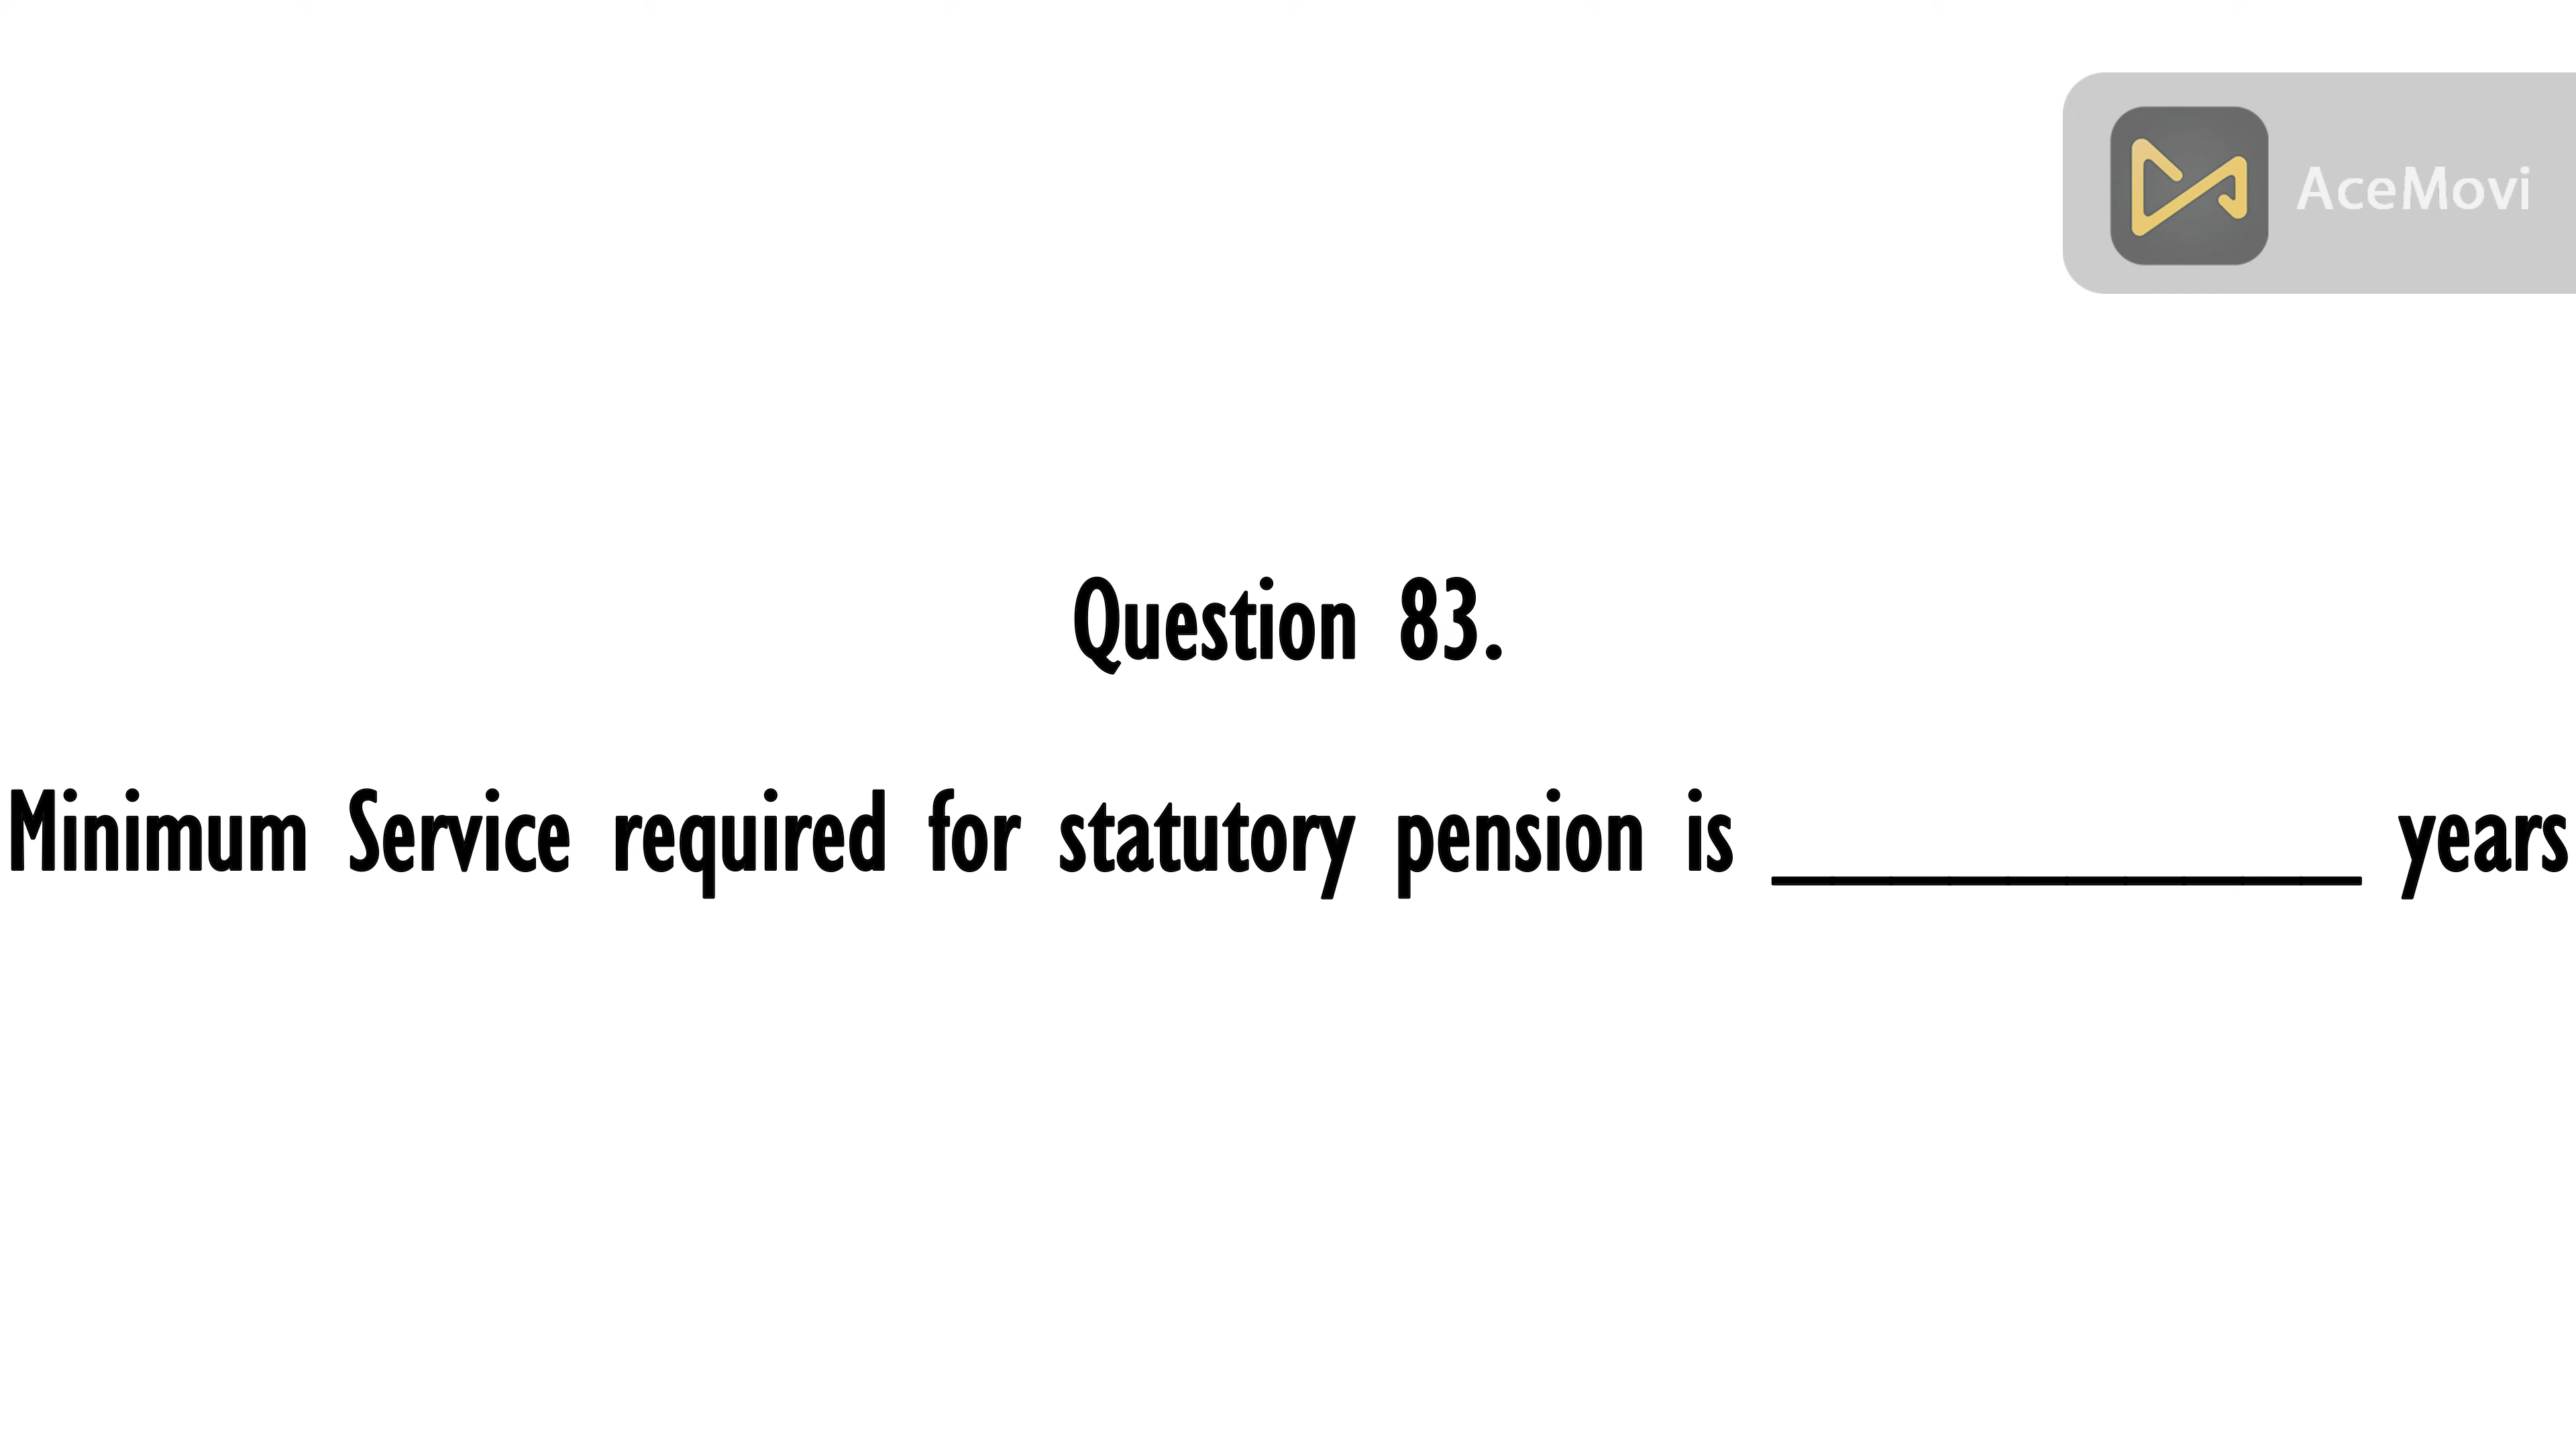 AceMovi
Question 83.
Minimum Service required for statutory pension is ____________ years